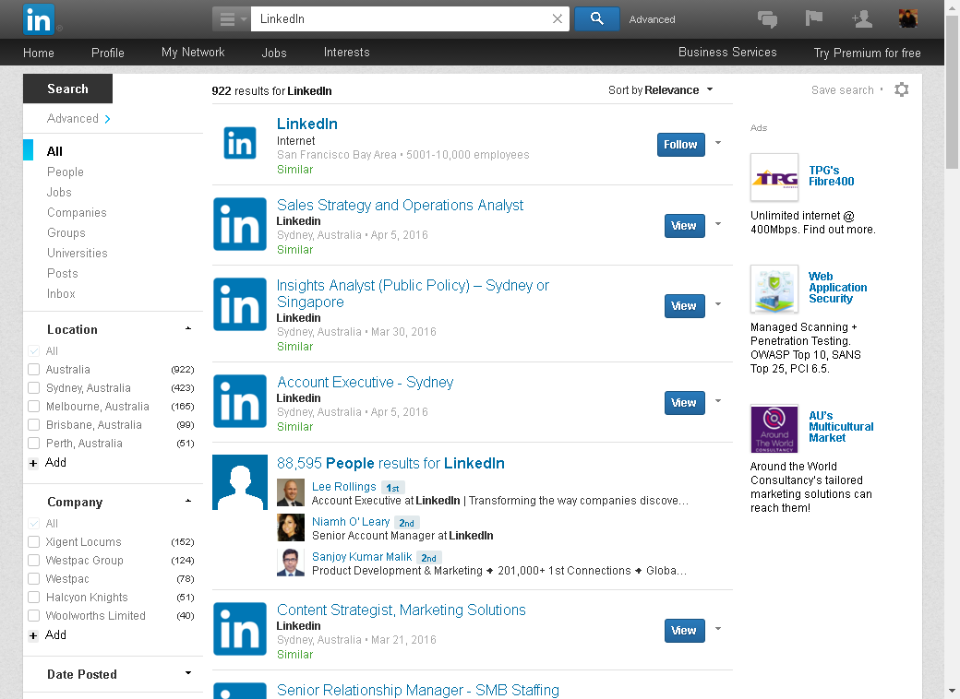 in
LinkedIn
Advanced
Home Profile My Network Jobs Interests Business Services Try Premium for free
Search
Advanced
All
People
Jobs
Companies
Groups
Universities
Posts
Inbox
Location
All
Australia (922)
Sydney, Australia (423)
Melbourne, Australia (165)
Brisbane, Australia (99)
Perth, Australia (51)
+ Add
Company
All
Xigent Locums (152)
Westpac Group (124)
Westpac (78)
Halcyon Knights (51)
Woolworths Limited (40)
+ Add
Date Posted
922 results for LinkedIn
Sort by Relevance
in
LinkedIn
Internet
San Francisco Bay Area • 5001-10,000 employees
Similar
Follow
in
Sales Strategy and Operations Analyst
Linkedin
Sydney, Australia • Apr 5, 2016
Similar
View
in
Insights Analyst (Public Policy) – Sydney or
Singapore
Linkedin
Sydney, Australia • Mar 30, 2016
Similar
View
in
Account Executive - Sydney
Linkedin
Sydney, Australia • Apr 5, 2016
Similar
View
88,595 People results for LinkedIn
Lee Rollings 1st
Account Executive at LinkedIn | Transforming the way companies discove...
Niamh O' Leary 2nd
Senior Account Manager at LinkedIn
Sanjoy Kumar Malik 2nd
Product Development & Marketing ✦ 201,000+ 1st Connections ✦ Globa...
in
Content Strategist, Marketing Solutions
Linkedin
Sydney, Australia • Mar 21, 2016
Similar
View
Senior Relationship Manager - SMB Staffing
Save search •
Ads
TPG
TPG's
Fibre400
Unlimited internet @
400Mbps. Find out more.
Web
Application
Security
Managed Scanning +
Penetration Testing.
OWASP Top 10, SANS
Top 25, PCI 6.5.
Around
The World
CONSULTANCY
AU's
Multicultural
Market
Around the World
Consultancy's tailored
marketing solutions can
reach them!